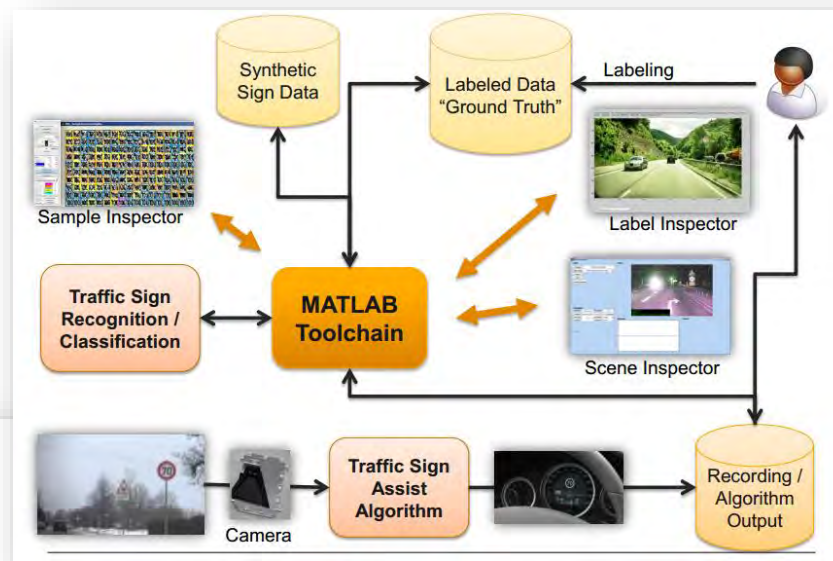 Synthetic
Sign Data
Labeled Data
“Ground Truth”
Labeling
Sample Inspector
Label Inspector
Traffic Sign
Recognition /
Classification
MATLAB
Toolchain
Scene Inspector
70
Camera
Traffic Sign
Assist
Algorithm
Recording /
Algorithm
Output